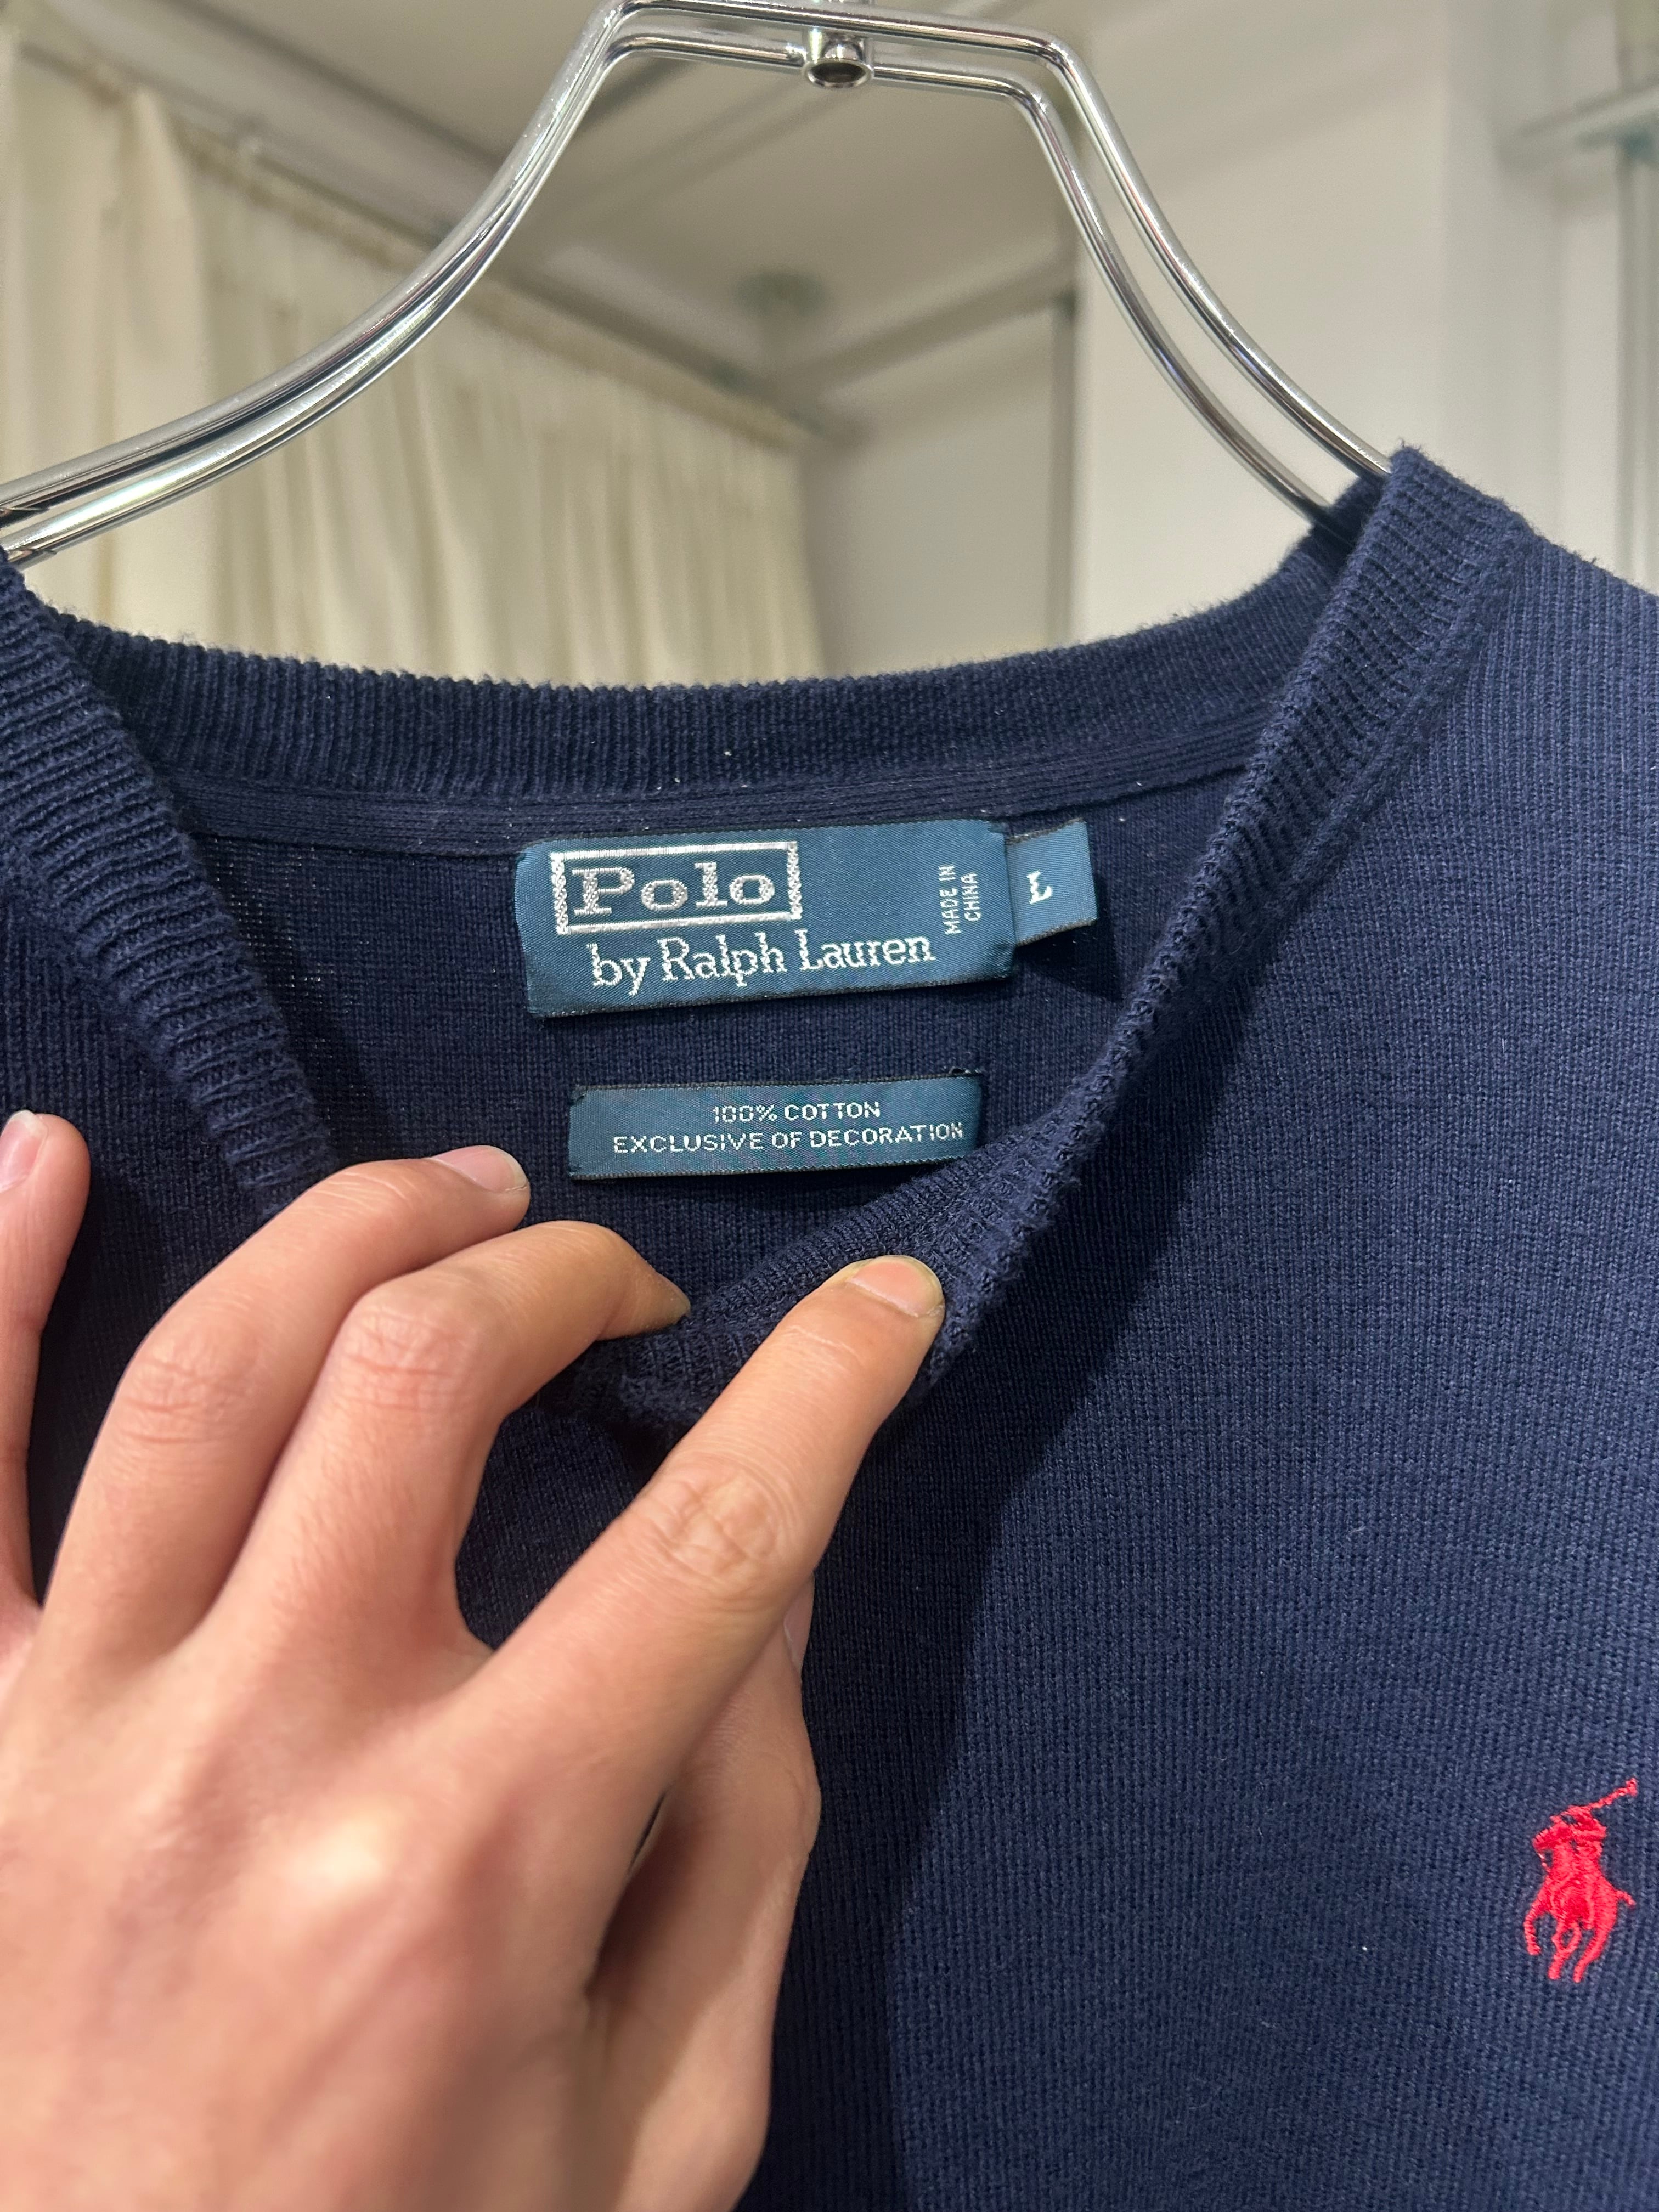 Polo
by Ralph Lauren
MADE IN
CHINA
L
100% COTTON
EXCLUSIVE OF DECORATION